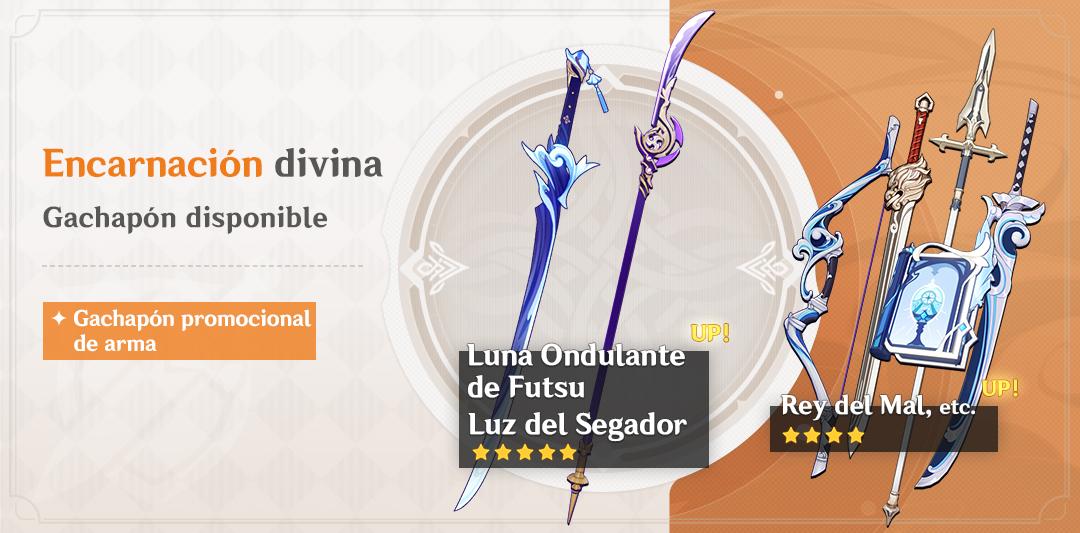 Encarnación divina
Gachapón disponible
✦ Gachapón promocional
de arma
UP!
Luna Ondulante
de Futsu
Luz del Segador
★★★★★
UP!
Rey del Mal, etc.
★★★★